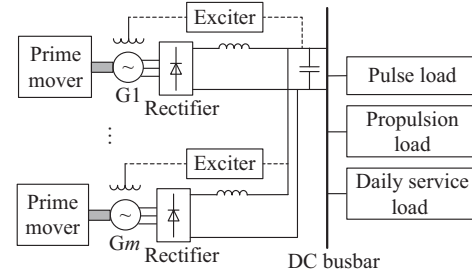 Exciter
Prime
mover
~
G1
Rectifier
Pulse load
Propulsion
load
...
Exciter
Prime
mover
~
Gm
Rectifier
Daily service
load
DC busbar